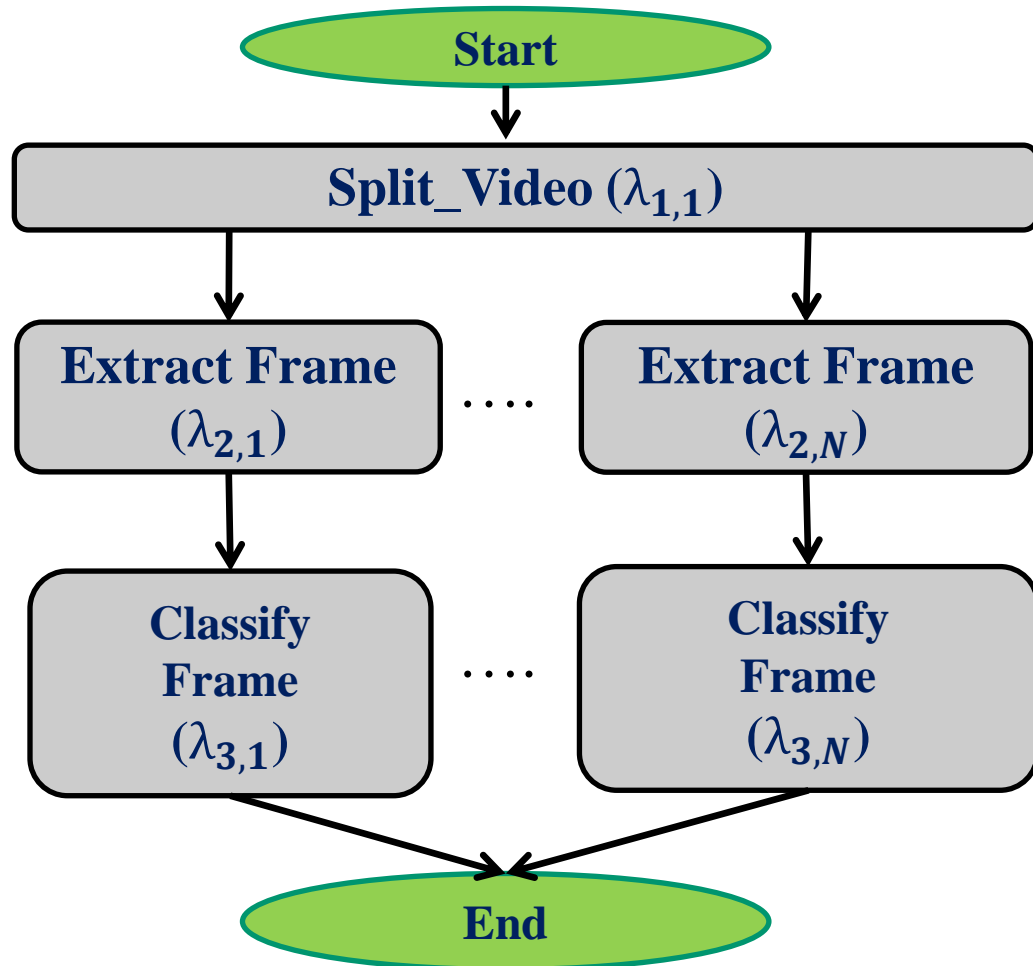 Start
Split_Video (λ1,1)
Extract Frame
(λ2,1)
....
Extract Frame
(λ2,N)
Classify
Frame
(λ3,1)
....
Classify
Frame
(λ3,N)
End